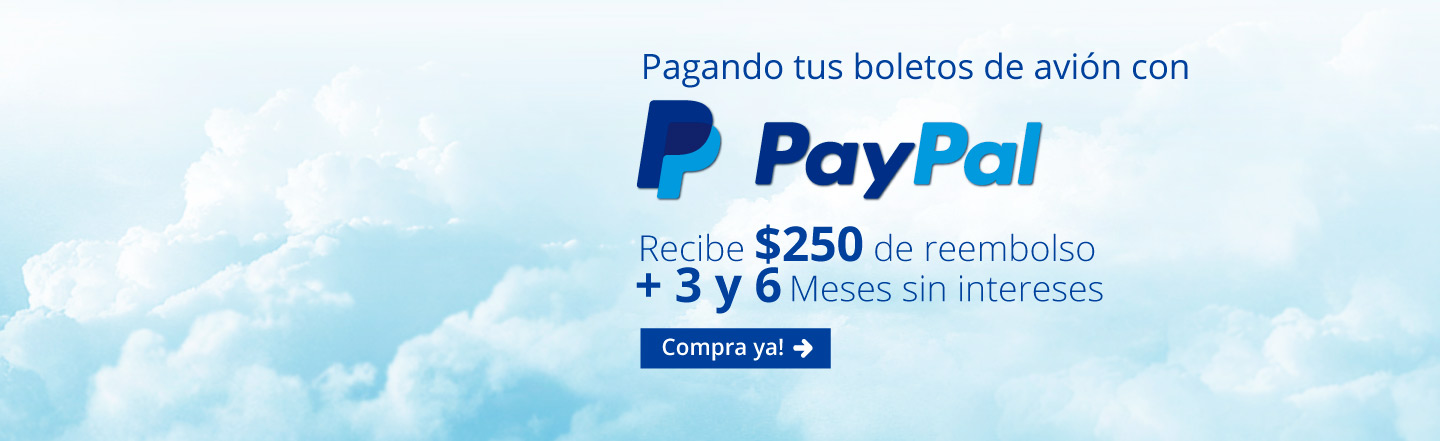 Pagando tus boletos de avión con
PayPal
Recibe $250 de reembolso
+ 3 y 6 Meses sin intereses
Compra ya!